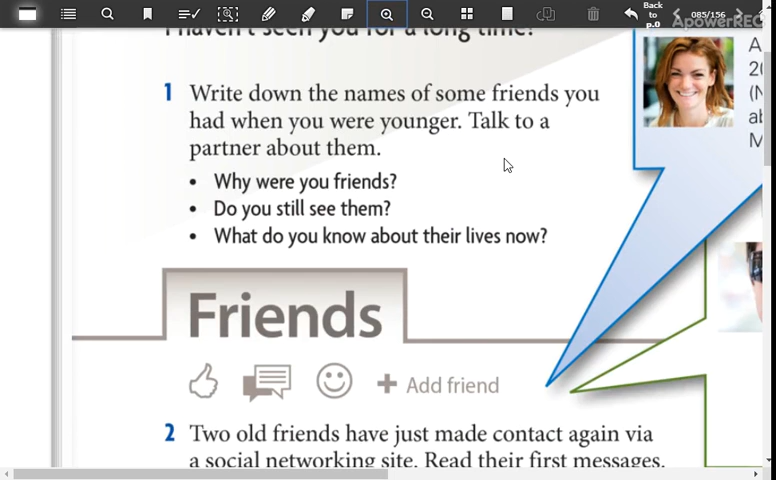 Back to p.0
085/156
ApowerREC
I haven't seen you for a long time!
1 Write down the names of some friends you
had when you were younger. Talk to a
partner about them.
• Why were you friends?
• Do you still see them?
• What do you know about their lives now?
Friends
+ Add friend
2 Two old friends have just made contact again via
a social networking site. Read their first messages.
A
20
(N
ab
M